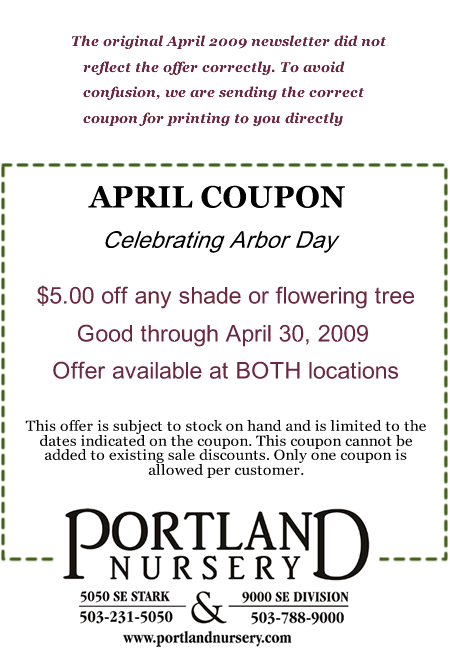 The original April 2009 newsletter did not
reflect the offer correctly. To avoid
confusion, we are sending the correct
coupon for printing to you directly
APRIL COUPON
Celebrating Arbor Day
$5.00 off any shade or flowering tree
Good through April 30, 2009
Offer available at BOTH locations
This offer is subject to stock on hand and is limited to the
dates indicated on the coupon. This coupon cannot be
added to existing sale discounts. Only one coupon is
allowed per customer.
PORTLAND
NURSERY
5050 SE STARK & 9000 SE DIVISION
503-231-5050 503-788-9000
www.portlandnursery.com